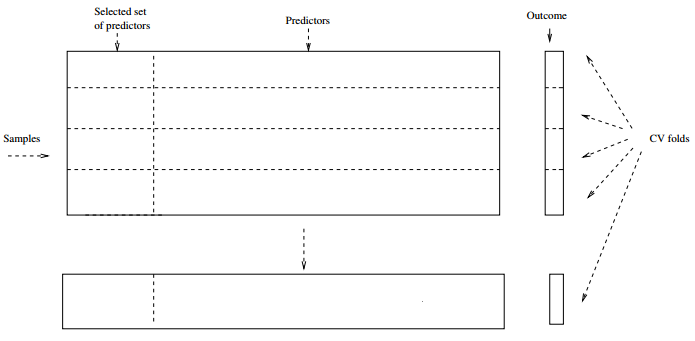 Selected set
of predictors
Predictors
Outcome
Samples
CV folds